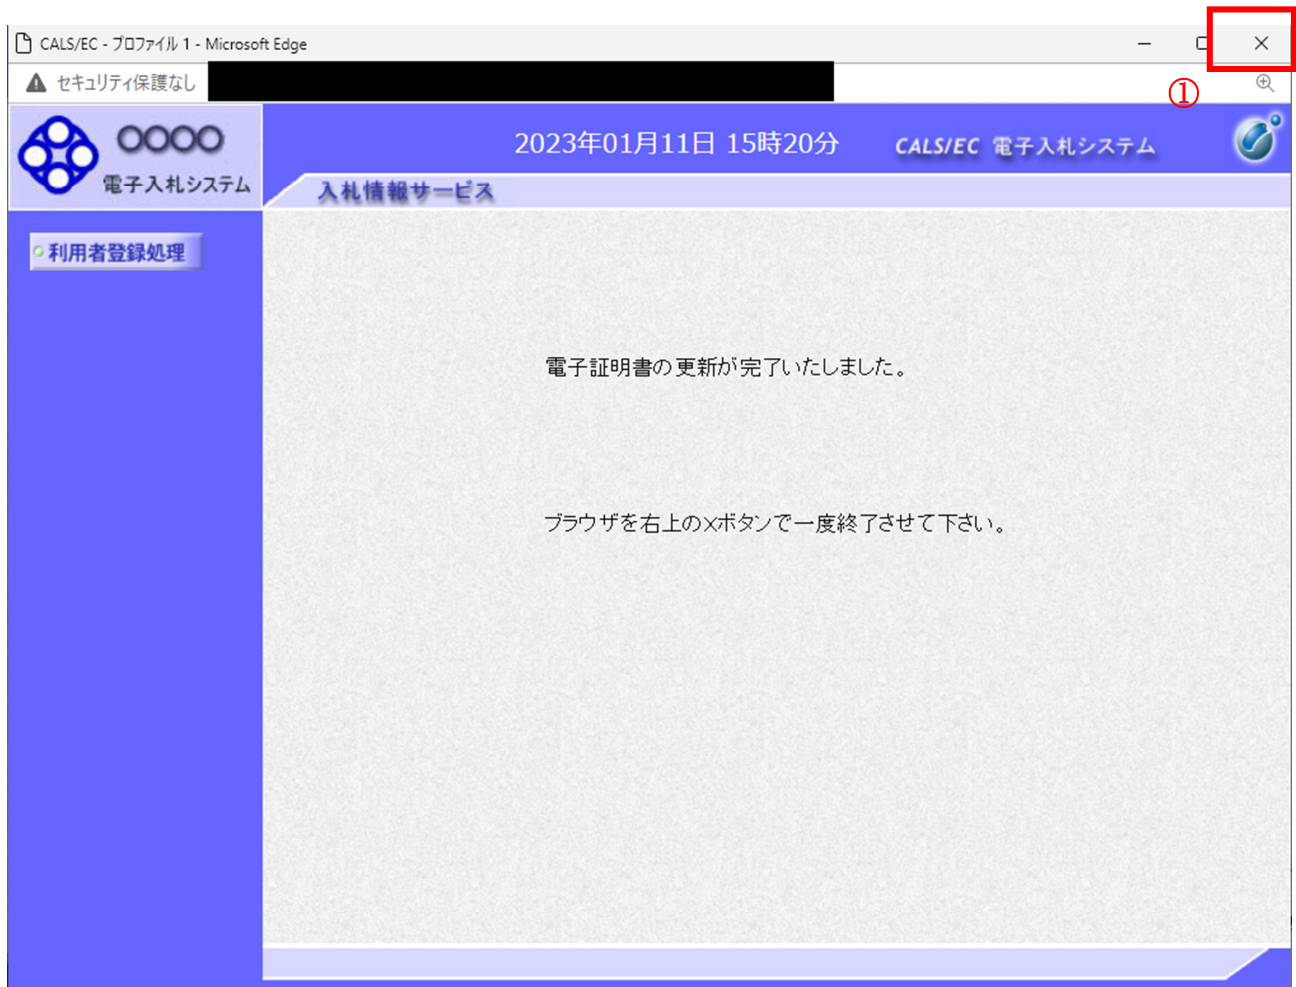 CALS/EC - プロファイル 1 - Microsoft Edge
セキュリティ保護なし
①
〇〇〇〇
電子入札システム
2023年01月11日 15時20分
CALS/EC 電子入札システム
入札情報サービス
利用者登録処理
電子証明書の更新が完了いたしました。
ブラウザを右上の×ボタンで一度終了させて下さい。